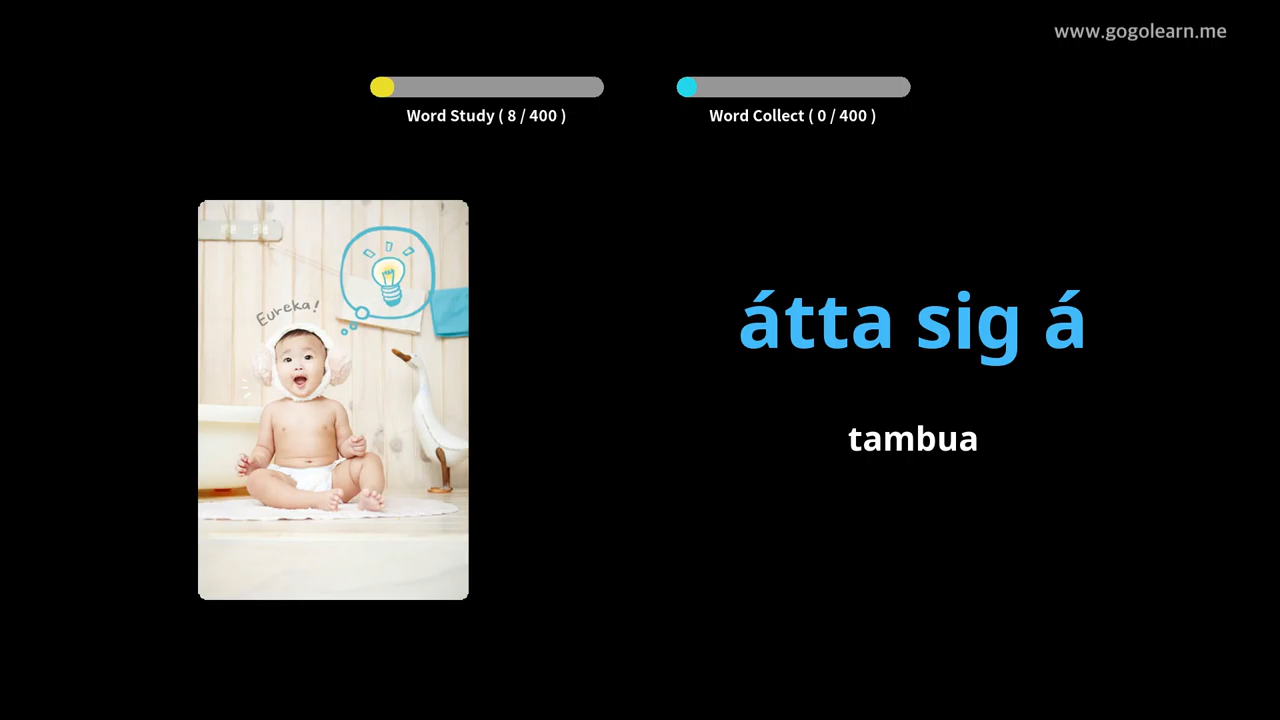 www.gogolearn.me
Word Study ( 8 / 400 )
Word Collect ( 0 / 400 )
Eureka!
átta sig á
tambua